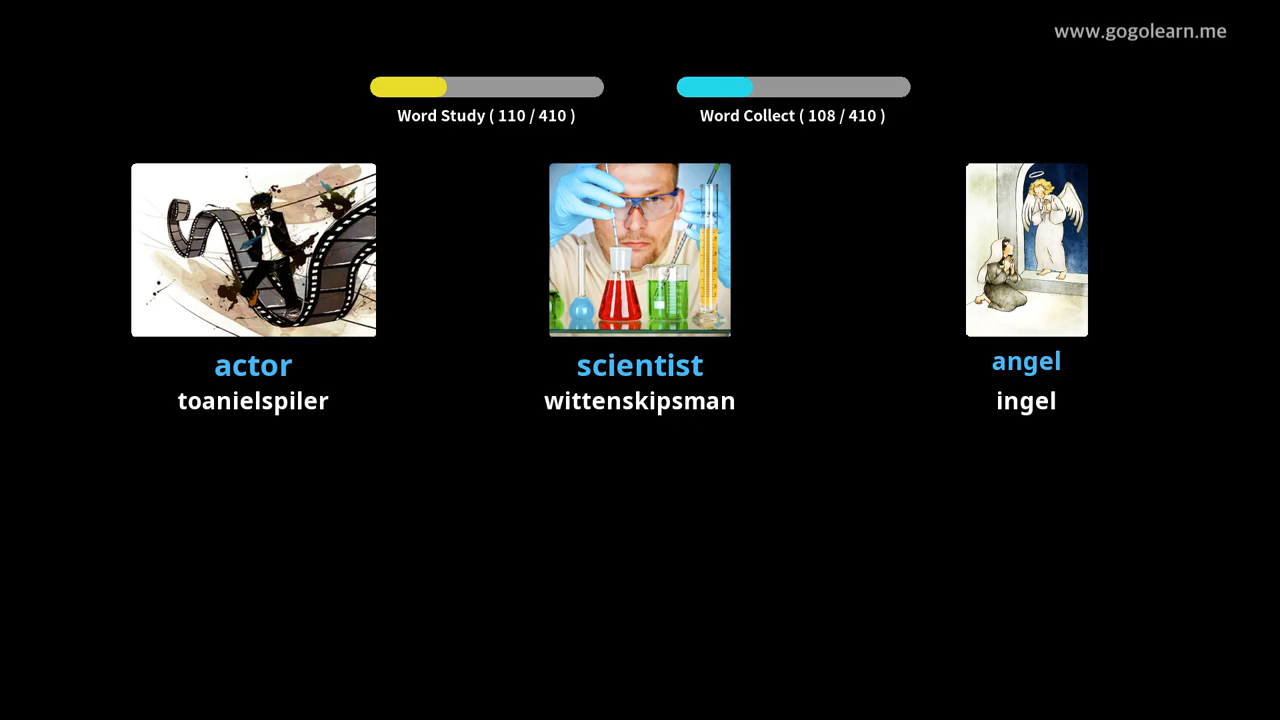 www.gogolearn.me
Word Study ( 110 / 410 )
Word Collect ( 108 / 410 )
actor
scientist
angel
toanielspiler
wittenskipsman
ingel